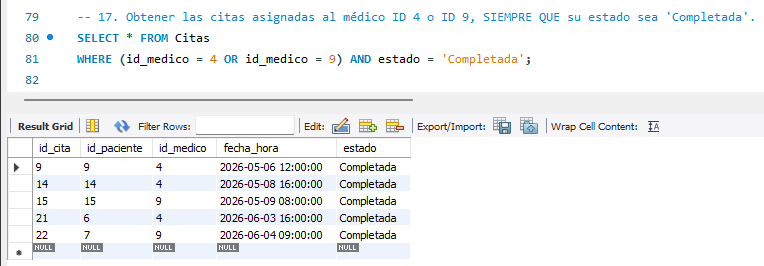 79 -- 17. Obtener las citas asignadas al médico ID 4 o ID 9, SIEMPRE QUE su estado sea 'Completada'.
80 SELECT * FROM Citas
81 WHERE (id_medico = 4 OR id_medico = 9) AND estado = 'Completada';
82
Result Grid Filter Rows: Edit: Export/Import: Wrap Cell Content:
id_cita id_paciente id_medico fecha_hora estado
9 9 4 2026-05-06 12:00:00 Completada
14 14 4 2026-05-08 16:00:00 Completada
15 15 9 2026-05-09 08:00:00 Completada
21 6 4 2026-06-03 16:00:00 Completada
22 7 9 2026-06-04 09:00:00 Completada
NULL NULL NULL NULL NULL